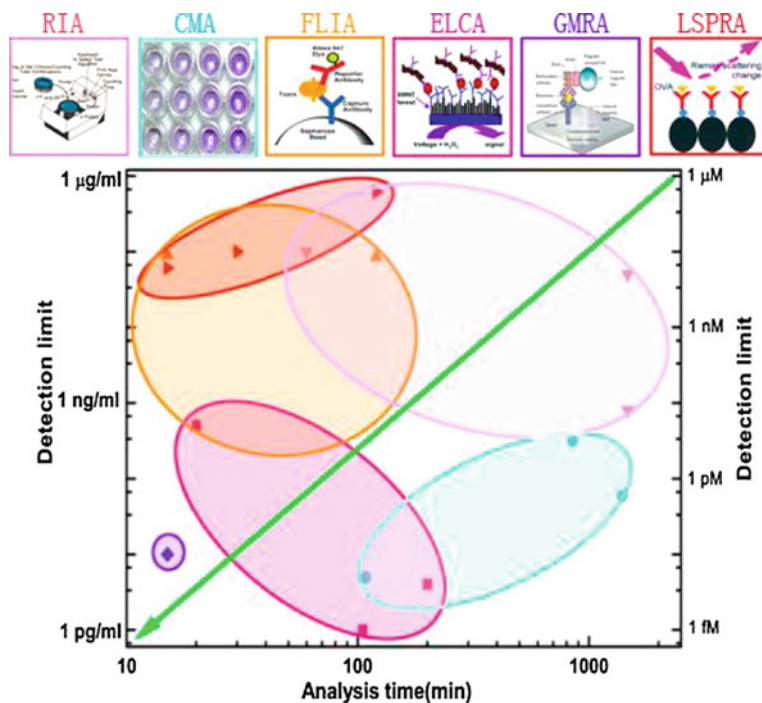 RIA CMA FLIA ELCA GMRA LSPRA
Alexa 647
Dye
Reporter
Antibody
Toxin
Capture
Antibody
Sepharose
Bead
SWNT
forest
Voltage + H₂O₂ signal
Raman scattering
change
OVA
1 μg/ml
1 ng/ml
1 pg/ml
Detection limit
1 μM
1 nM
1 pM
1 fM
Detection limit
10 100 1000
Analysis time(min)